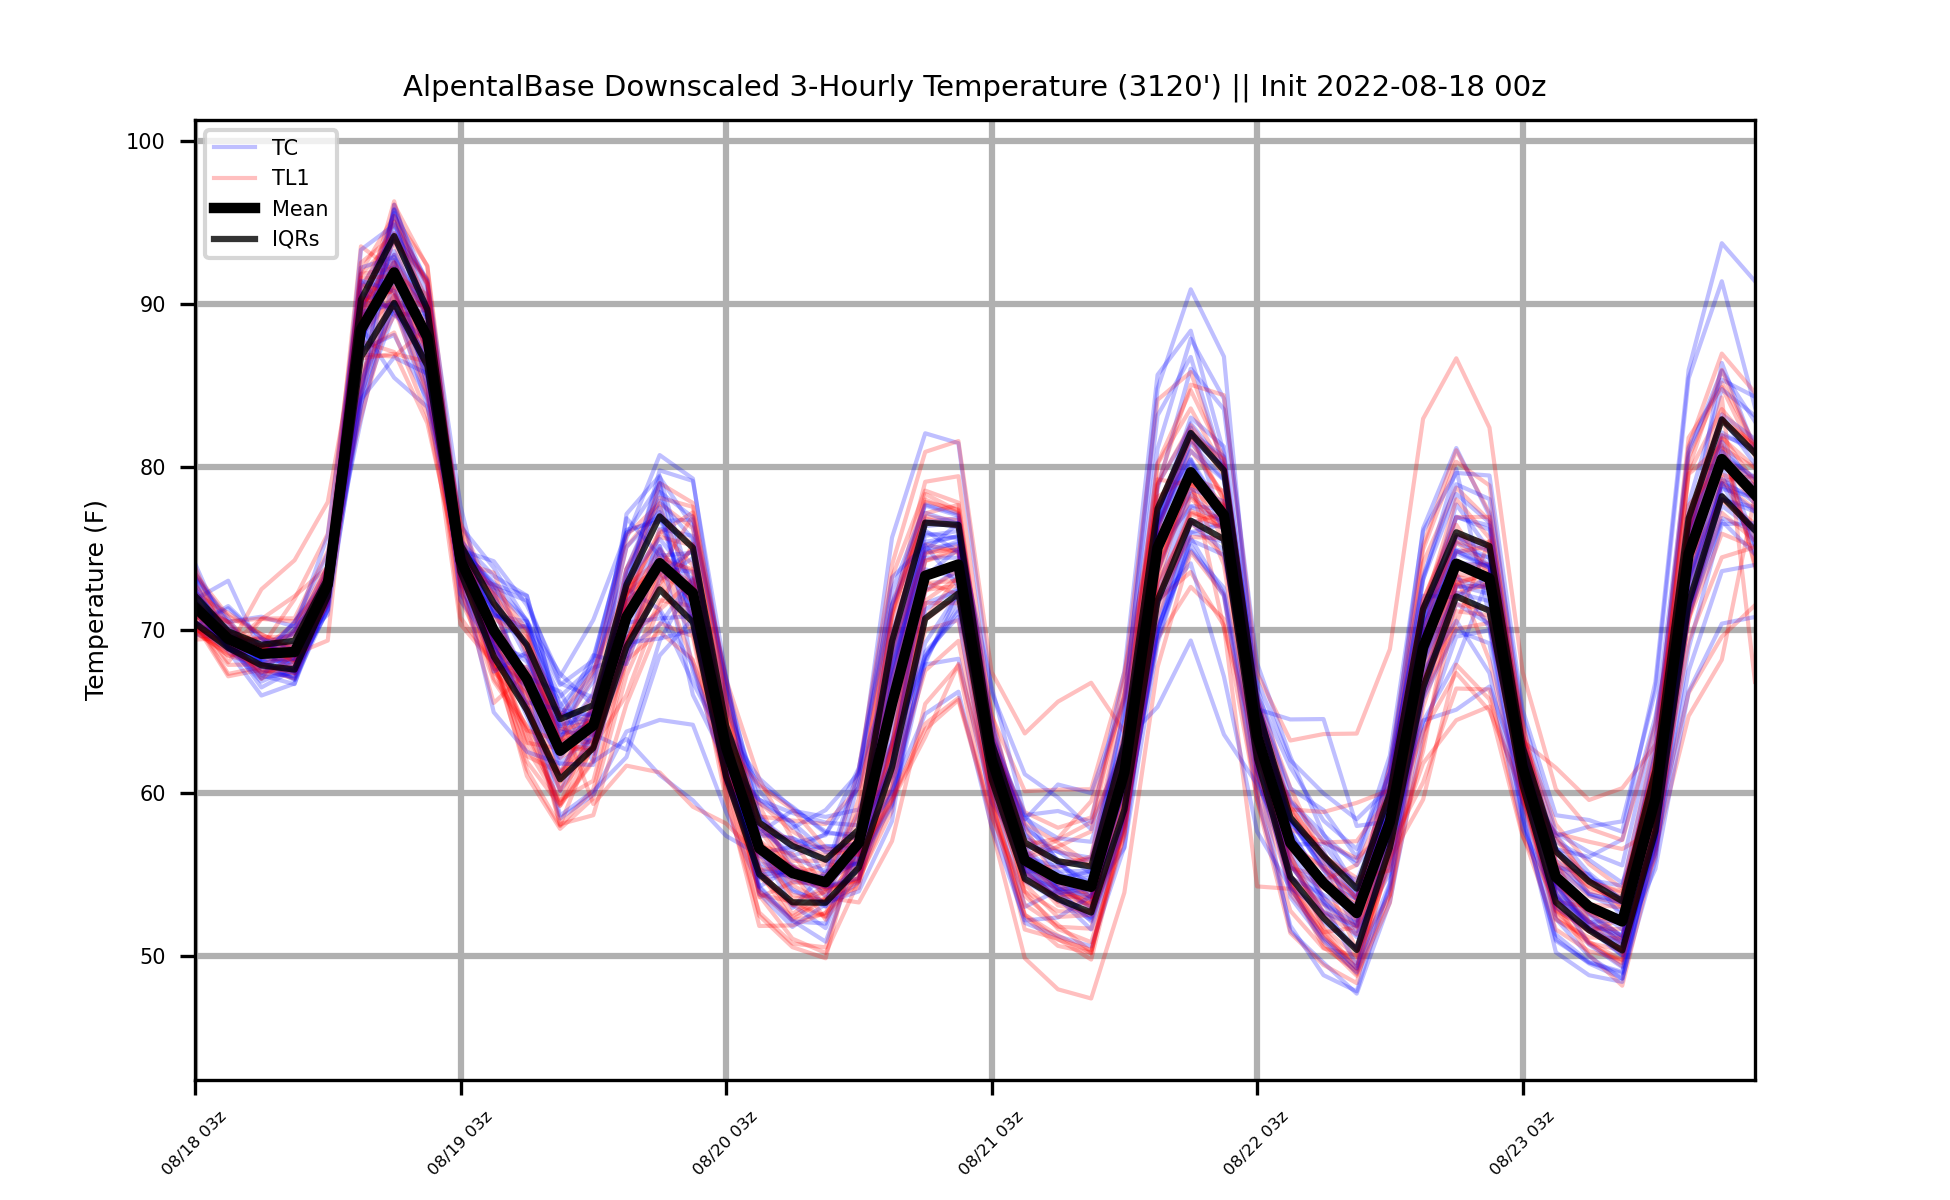 AlpentalBase Downscaled 3-Hourly Temperature (3120') || Init 2022-08-18 00z
TC
TL1
Mean
IQRs
Temperature (F)
100
90
80
70
60
50
08/18 03z
08/19 03z
08/20 03z
08/21 03z
08/22 03z
08/23 03z